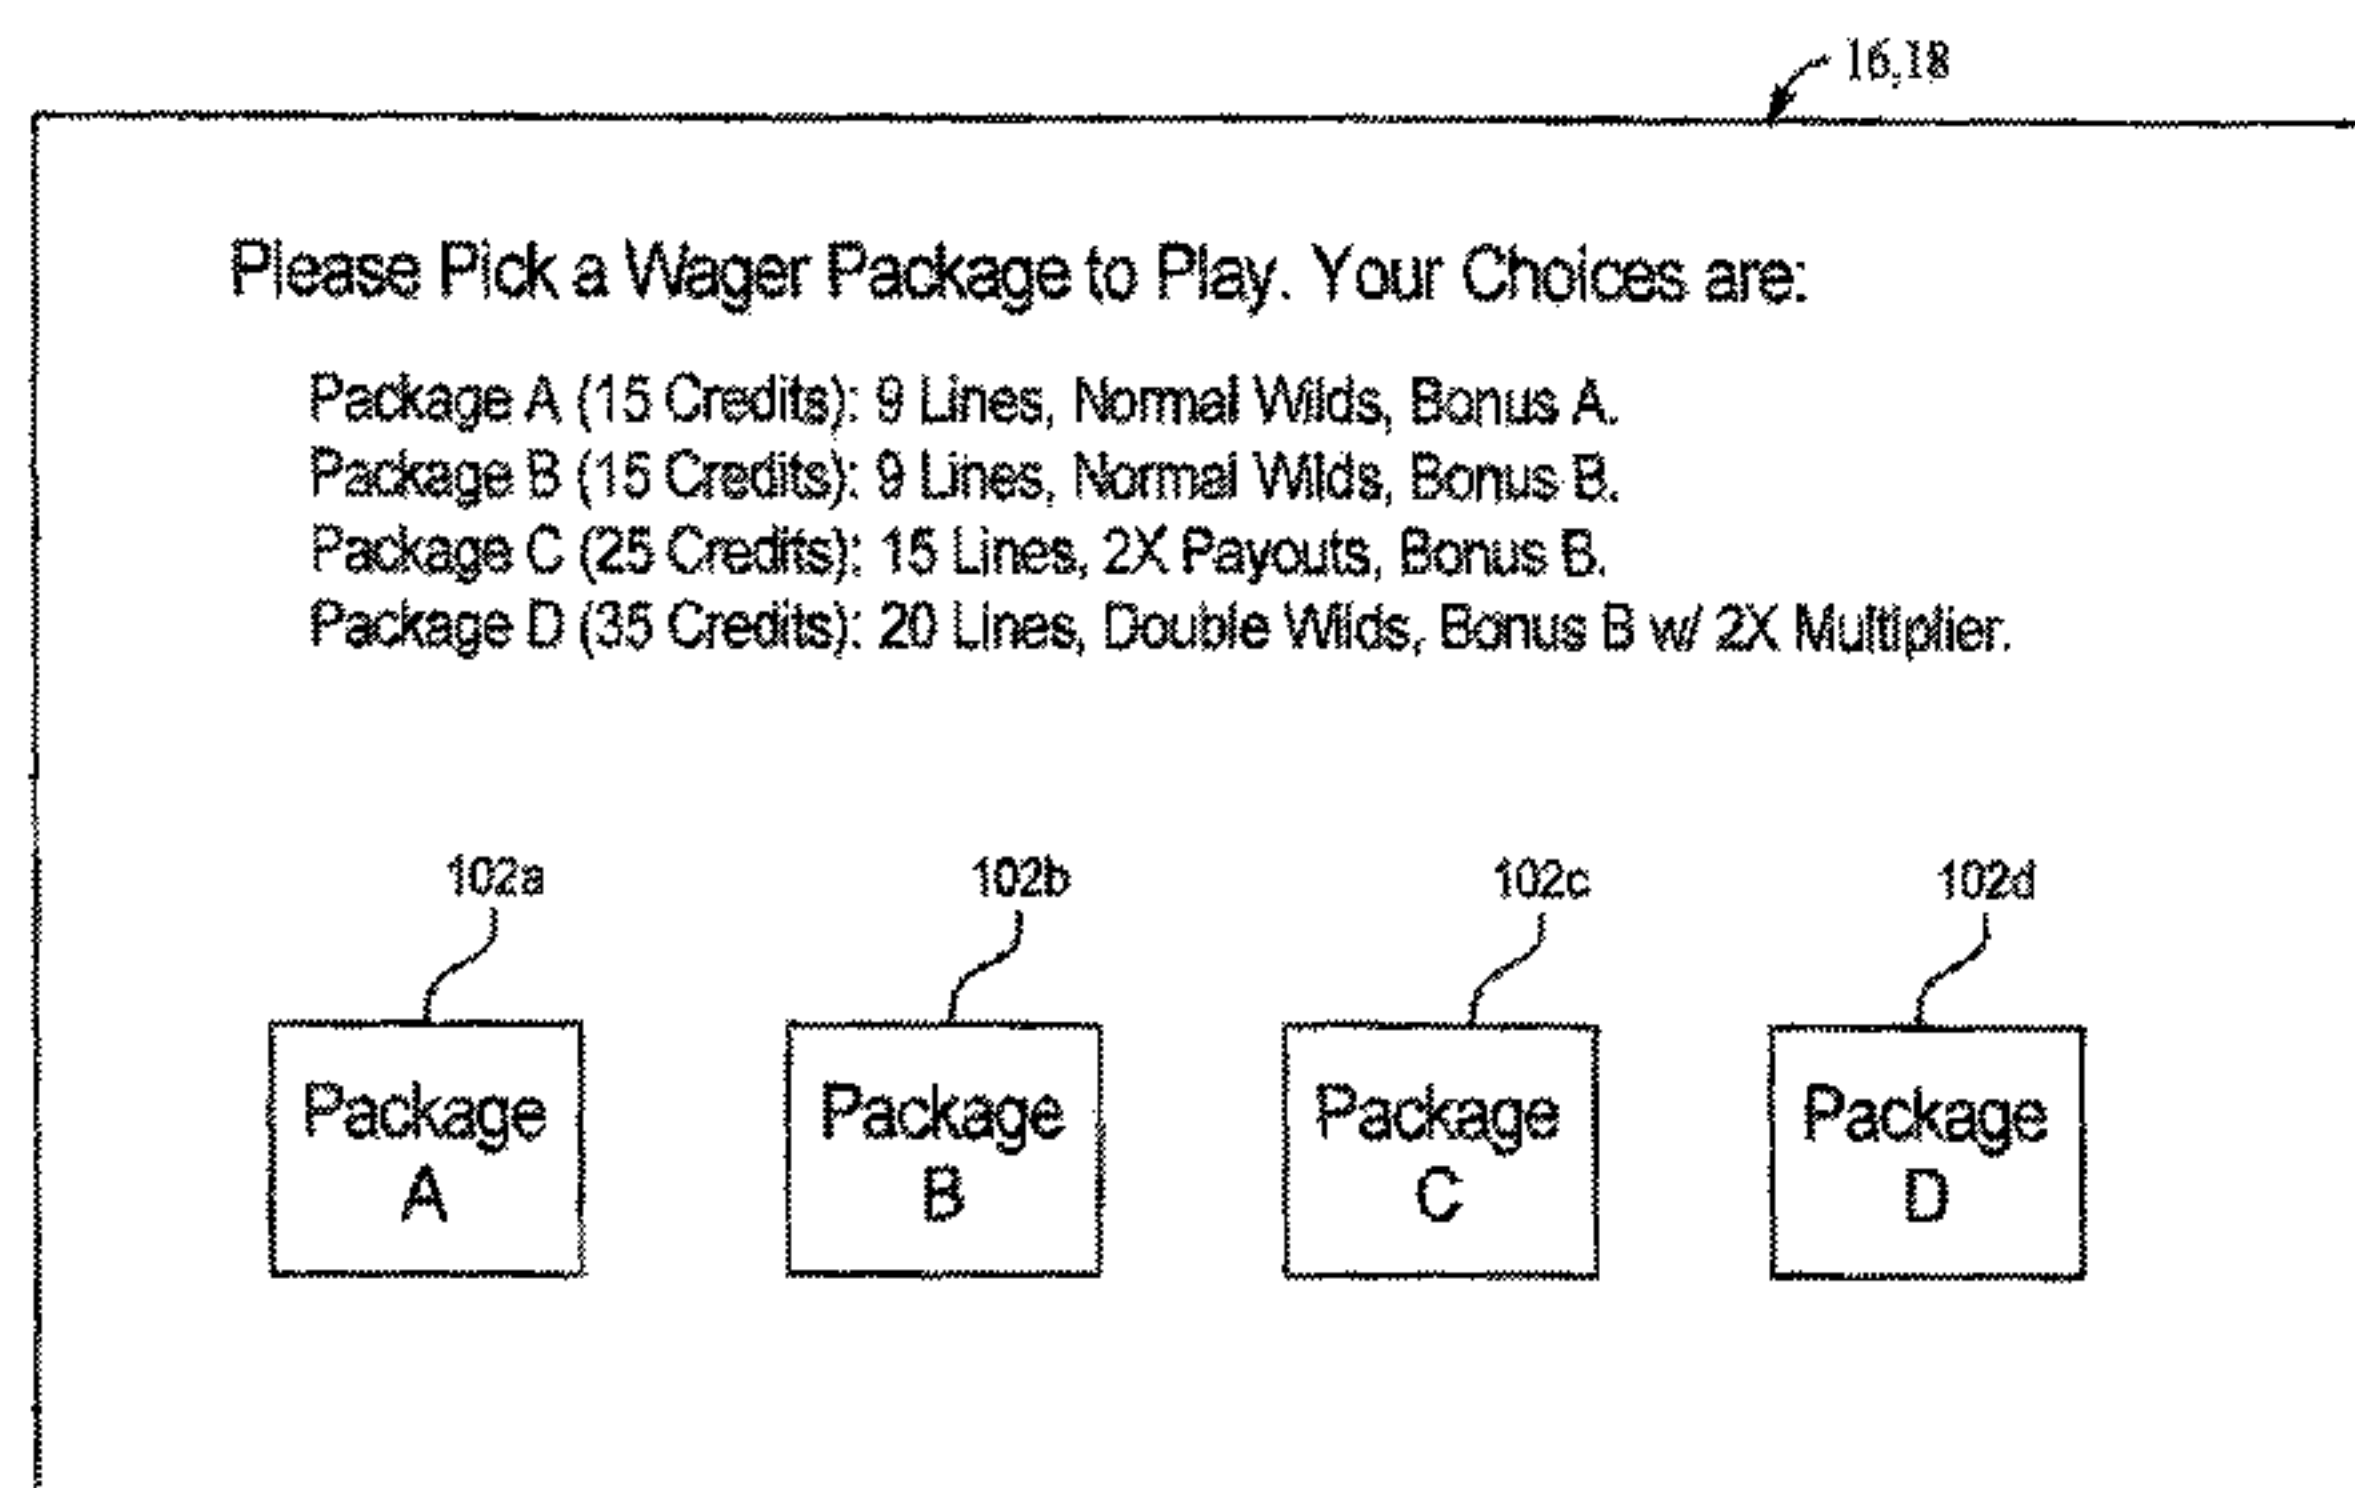 16,18
Please Pick a Wager Package to Play. Your Choices are:
Package A (15 Credits): 9 Lines, Normal Wilds, Bonus A.
Package B (15 Credits): 9 Lines, Normal Wilds, Bonus B.
Package C (25 Credits): 15 Lines, 2X Payouts, Bonus B.
Package D (35 Credits): 20 Lines, Double Wilds, Bonus B w/ 2X Multiplier.
102a 102b 102c 102d
Package Package Package Package
A B C D